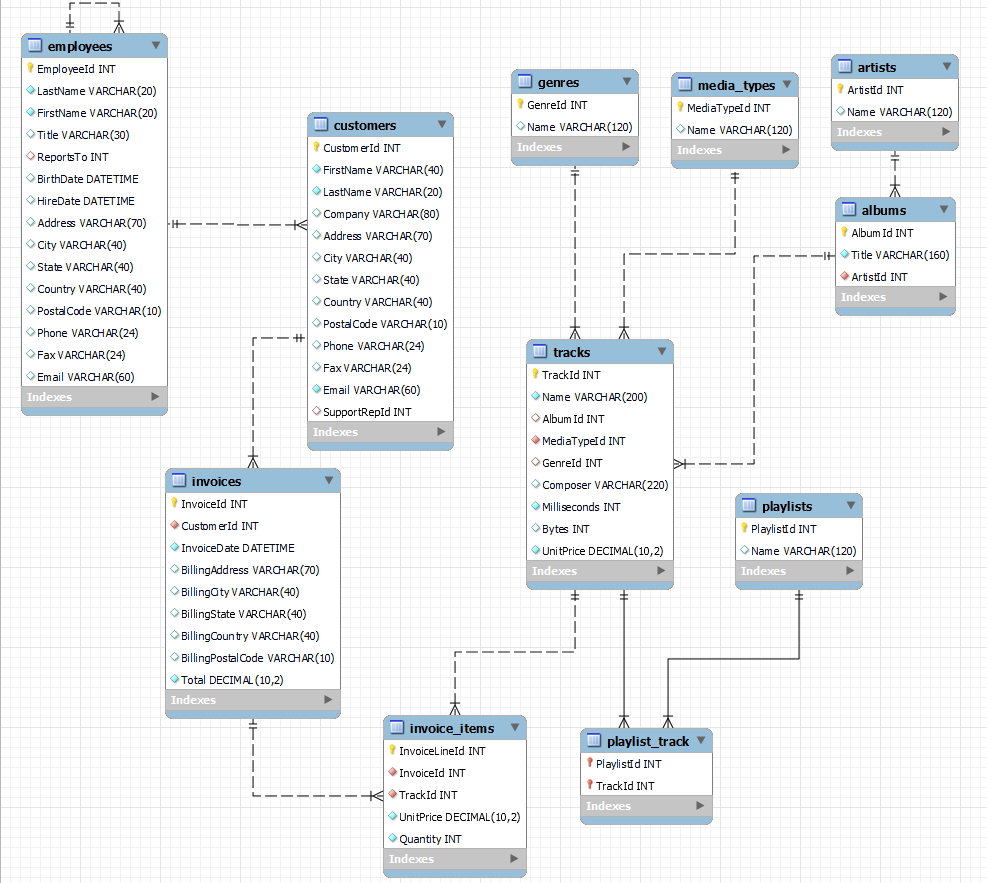 employees
EmployeeId INT
LastName VARCHAR(20)
FirstName VARCHAR(20)
Title VARCHAR(30)
ReportsTo INT
BirthDate DATETIME
HireDate DATETIME
Address VARCHAR(70)
City VARCHAR(40)
State VARCHAR(40)
Country VARCHAR(40)
PostalCode VARCHAR(10)
Phone VARCHAR(24)
Fax VARCHAR(24)
Email VARCHAR(60)
Indexes
customers
CustomerId INT
FirstName VARCHAR(40)
LastName VARCHAR(20)
Company VARCHAR(80)
Address VARCHAR(70)
City VARCHAR(40)
State VARCHAR(40)
Country VARCHAR(40)
PostalCode VARCHAR(10)
Phone VARCHAR(24)
Fax VARCHAR(24)
Email VARCHAR(60)
SupportRepId INT
Indexes
genres
GenreId INT
Name VARCHAR(120)
Indexes
media_types
MediaTypeId INT
Name VARCHAR(120)
Indexes
artists
ArtistId INT
Name VARCHAR(120)
Indexes
albums
AlbumId INT
Title VARCHAR(160)
ArtistId INT
Indexes
tracks
TrackId INT
Name VARCHAR(200)
AlbumId INT
MediaTypeId INT
GenreId INT
Composer VARCHAR(220)
Milliseconds INT
Bytes INT
UnitPrice DECIMAL(10,2)
Indexes
invoices
InvoiceId INT
CustomerId INT
InvoiceDate DATETIME
BillingAddress VARCHAR(70)
BillingCity VARCHAR(40)
BillingState VARCHAR(40)
BillingCountry VARCHAR(40)
BillingPostalCode VARCHAR(10)
Total DECIMAL(10,2)
Indexes
playlists
PlaylistId INT
Name VARCHAR(120)
Indexes
invoice_items
InvoiceLineId INT
InvoiceId INT
TrackId INT
UnitPrice DECIMAL(10,2)
Quantity INT
Indexes
playlist_track
PlaylistId INT
TrackId INT
Indexes